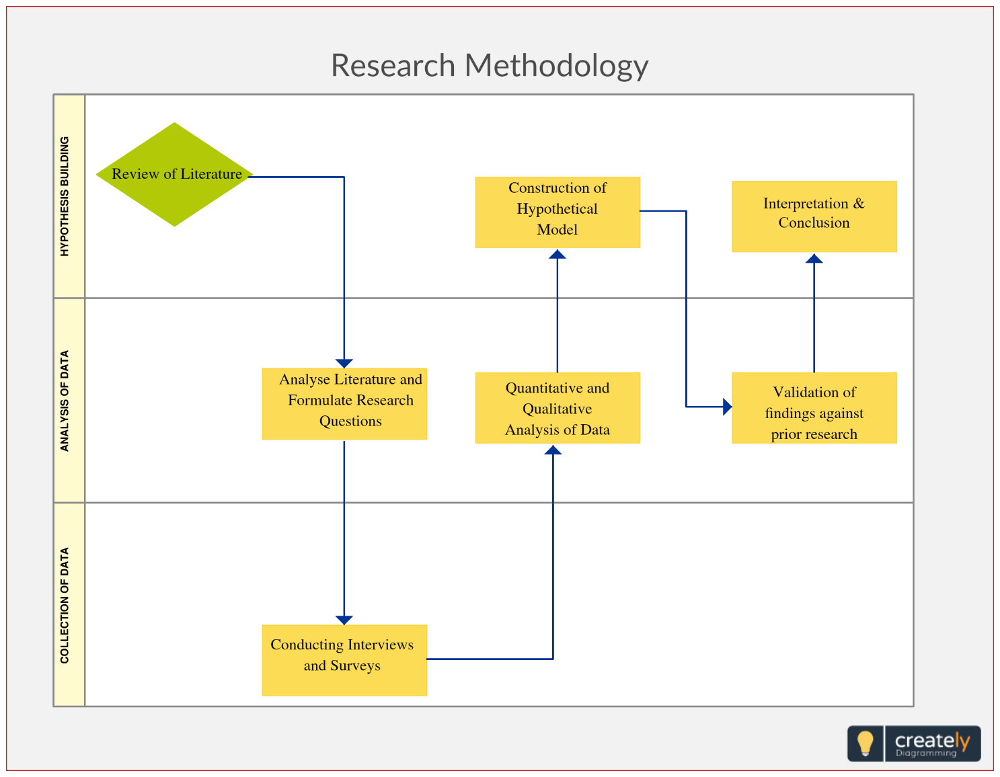 Research Methodology
HYPOTHESIS BUILDING
Review of Literature
Construction of
Hypothetical
Model
Interpretation &
Conclusion
ANALYSIS OF DATA
Analyse Literature and
Formulate Research
Questions
Quantitative and
Qualitative
Analysis of Data
Validation of
findings against
prior research
COLLECTION OF DATA
Conducting Interviews
and Surveys
creately
Diagramming